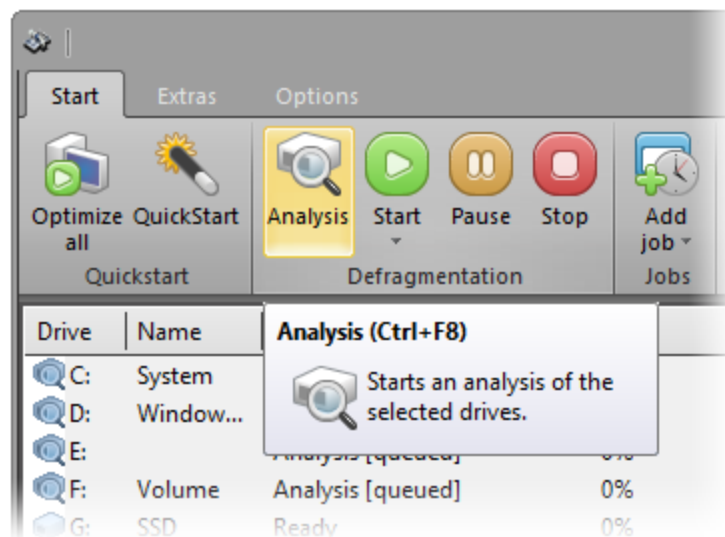 Start Extras Options
Optimize all QuickStart Analysis Start Pause Stop Add job
Quickstart Defragmentation Jobs
Drive Name
Analysis (Ctrl+F8)
C: System
Starts an analysis of the
D: Window...
selected drives.
E: Analysis [queued] 0%
F: Volume Analysis [queued] 0%
G: SSD Ready 0%